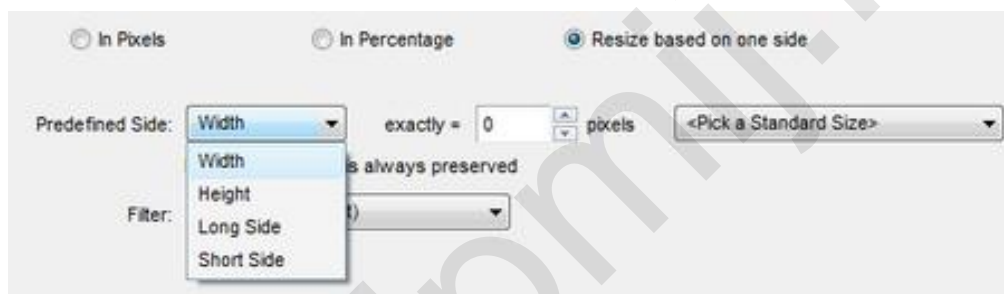 In Pixels In Percentage Resize based on one side
Predefined Side: Width exactly = 0 pixels <Pick a Standard Size>
Width
s always preserved
Height
Filter: t)
Long Side
Short Side